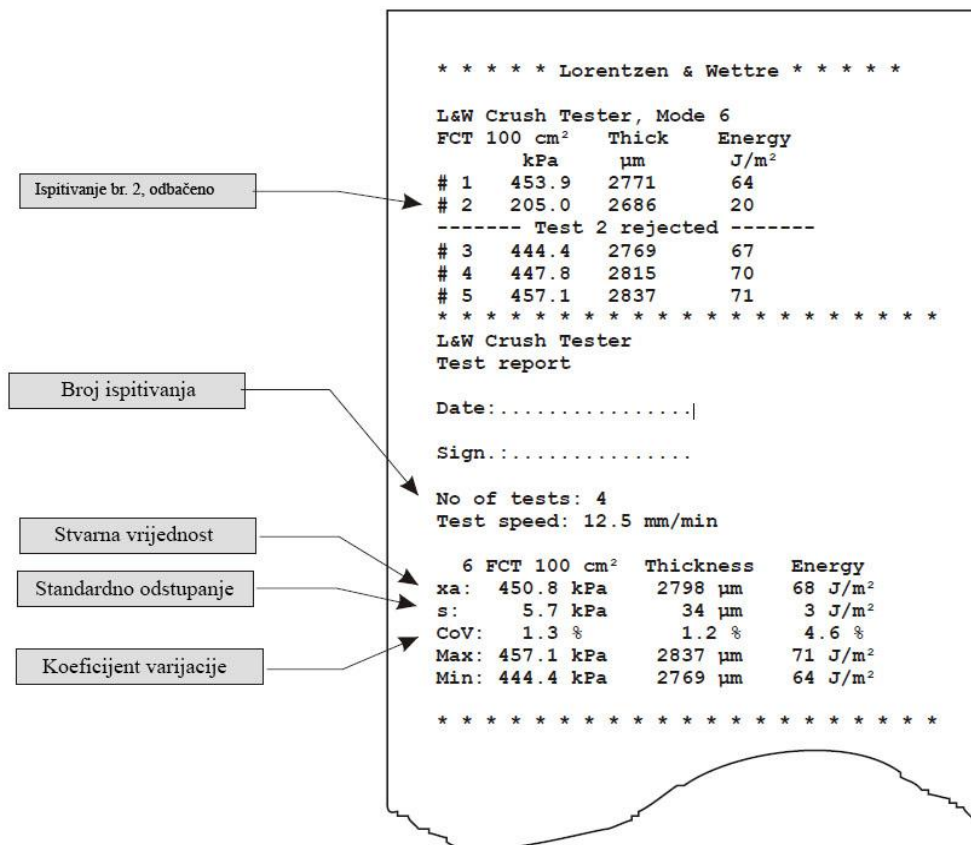 * * * * * Lorentzen & Wettre * * * * *
L&W Crush Tester, Mode 6
FCT 100 cm² Thick Energy
kPa µm J/m²
# 1 453.9 2771 64
Ispitivanje br. 2, odbačeno
# 2 205.0 2686 20
------- Test 2 rejected -------
# 3 444.4 2769 67
# 4 447.8 2815 70
# 5 457.1 2837 71
* * * * * * * * * * * * * * * * * * * * *
L&W Crush Tester
Test report
Broj ispitivanja
Date:................
Sign.:...............
No of tests: 4
Test speed: 12.5 mm/min
Stvarna vrijednost
6 FCT 100 cm² Thickness Energy
Standardno odstupanje
xa: 450.8 kPa 2798 µm 68 J/m²
s: 5.7 kPa 34 µm 3 J/m²
CoV: 1.3 % 1.2 % 4.6 %
Koeficijent varijacije
Max: 457.1 kPa 2837 µm 71 J/m²
Min: 444.4 kPa 2769 µm 64 J/m²
* * * * * * * * * * * * * * * * * * * * *